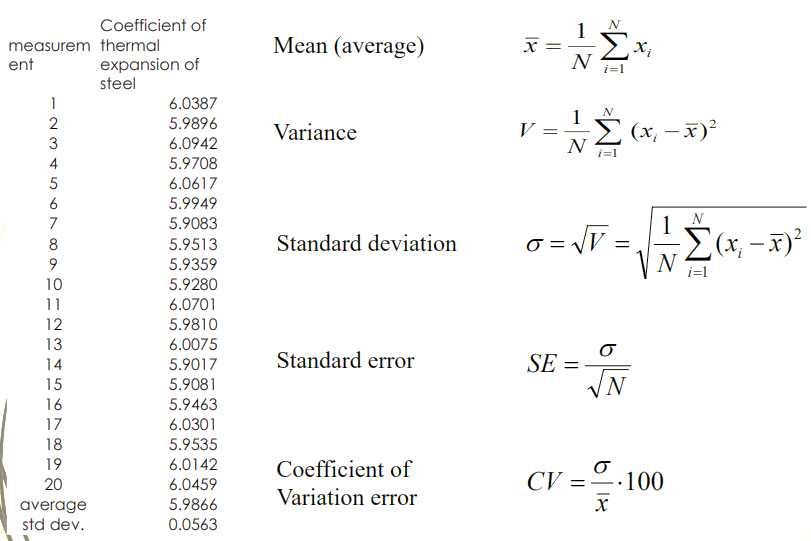 Coefficient of
measurem thermal
ent expansion of
steel
1 6.0387
2 5.9896
3 6.0942
4 5.9708
5 6.0617
6 5.9949
7 5.9083
8 5.9513
9 5.9359
10 5.9280
11 6.0701
12 5.9810
13 6.0075
14 5.9017
15 5.9081
16 5.9463
17 6.0301
18 5.9535
19 6.0142
20 6.0459
average 5.9866
std dev. 0.0563
Mean (average) x̄ = 1/N ∑_{i=1}^{N} x_i
Variance V = 1/N ∑_{i=1}^{N} (x_i − x̄)²
Standard deviation σ = √V = √(1/N ∑_{i=1}^{N} (x_i − x̄)²)
Standard error SE = σ/√N
Coefficient of
Variation error CV = σ/x̄ ·100